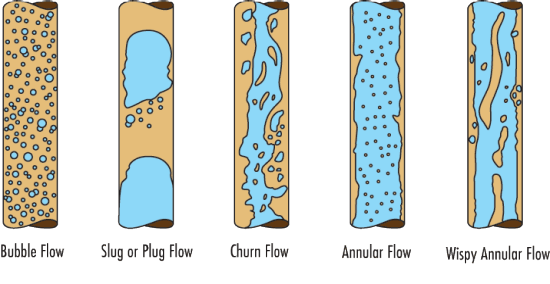 Bubble Flow
Slug or Plug Flow
Churn Flow
Annular Flow
Wispy Annular Flow